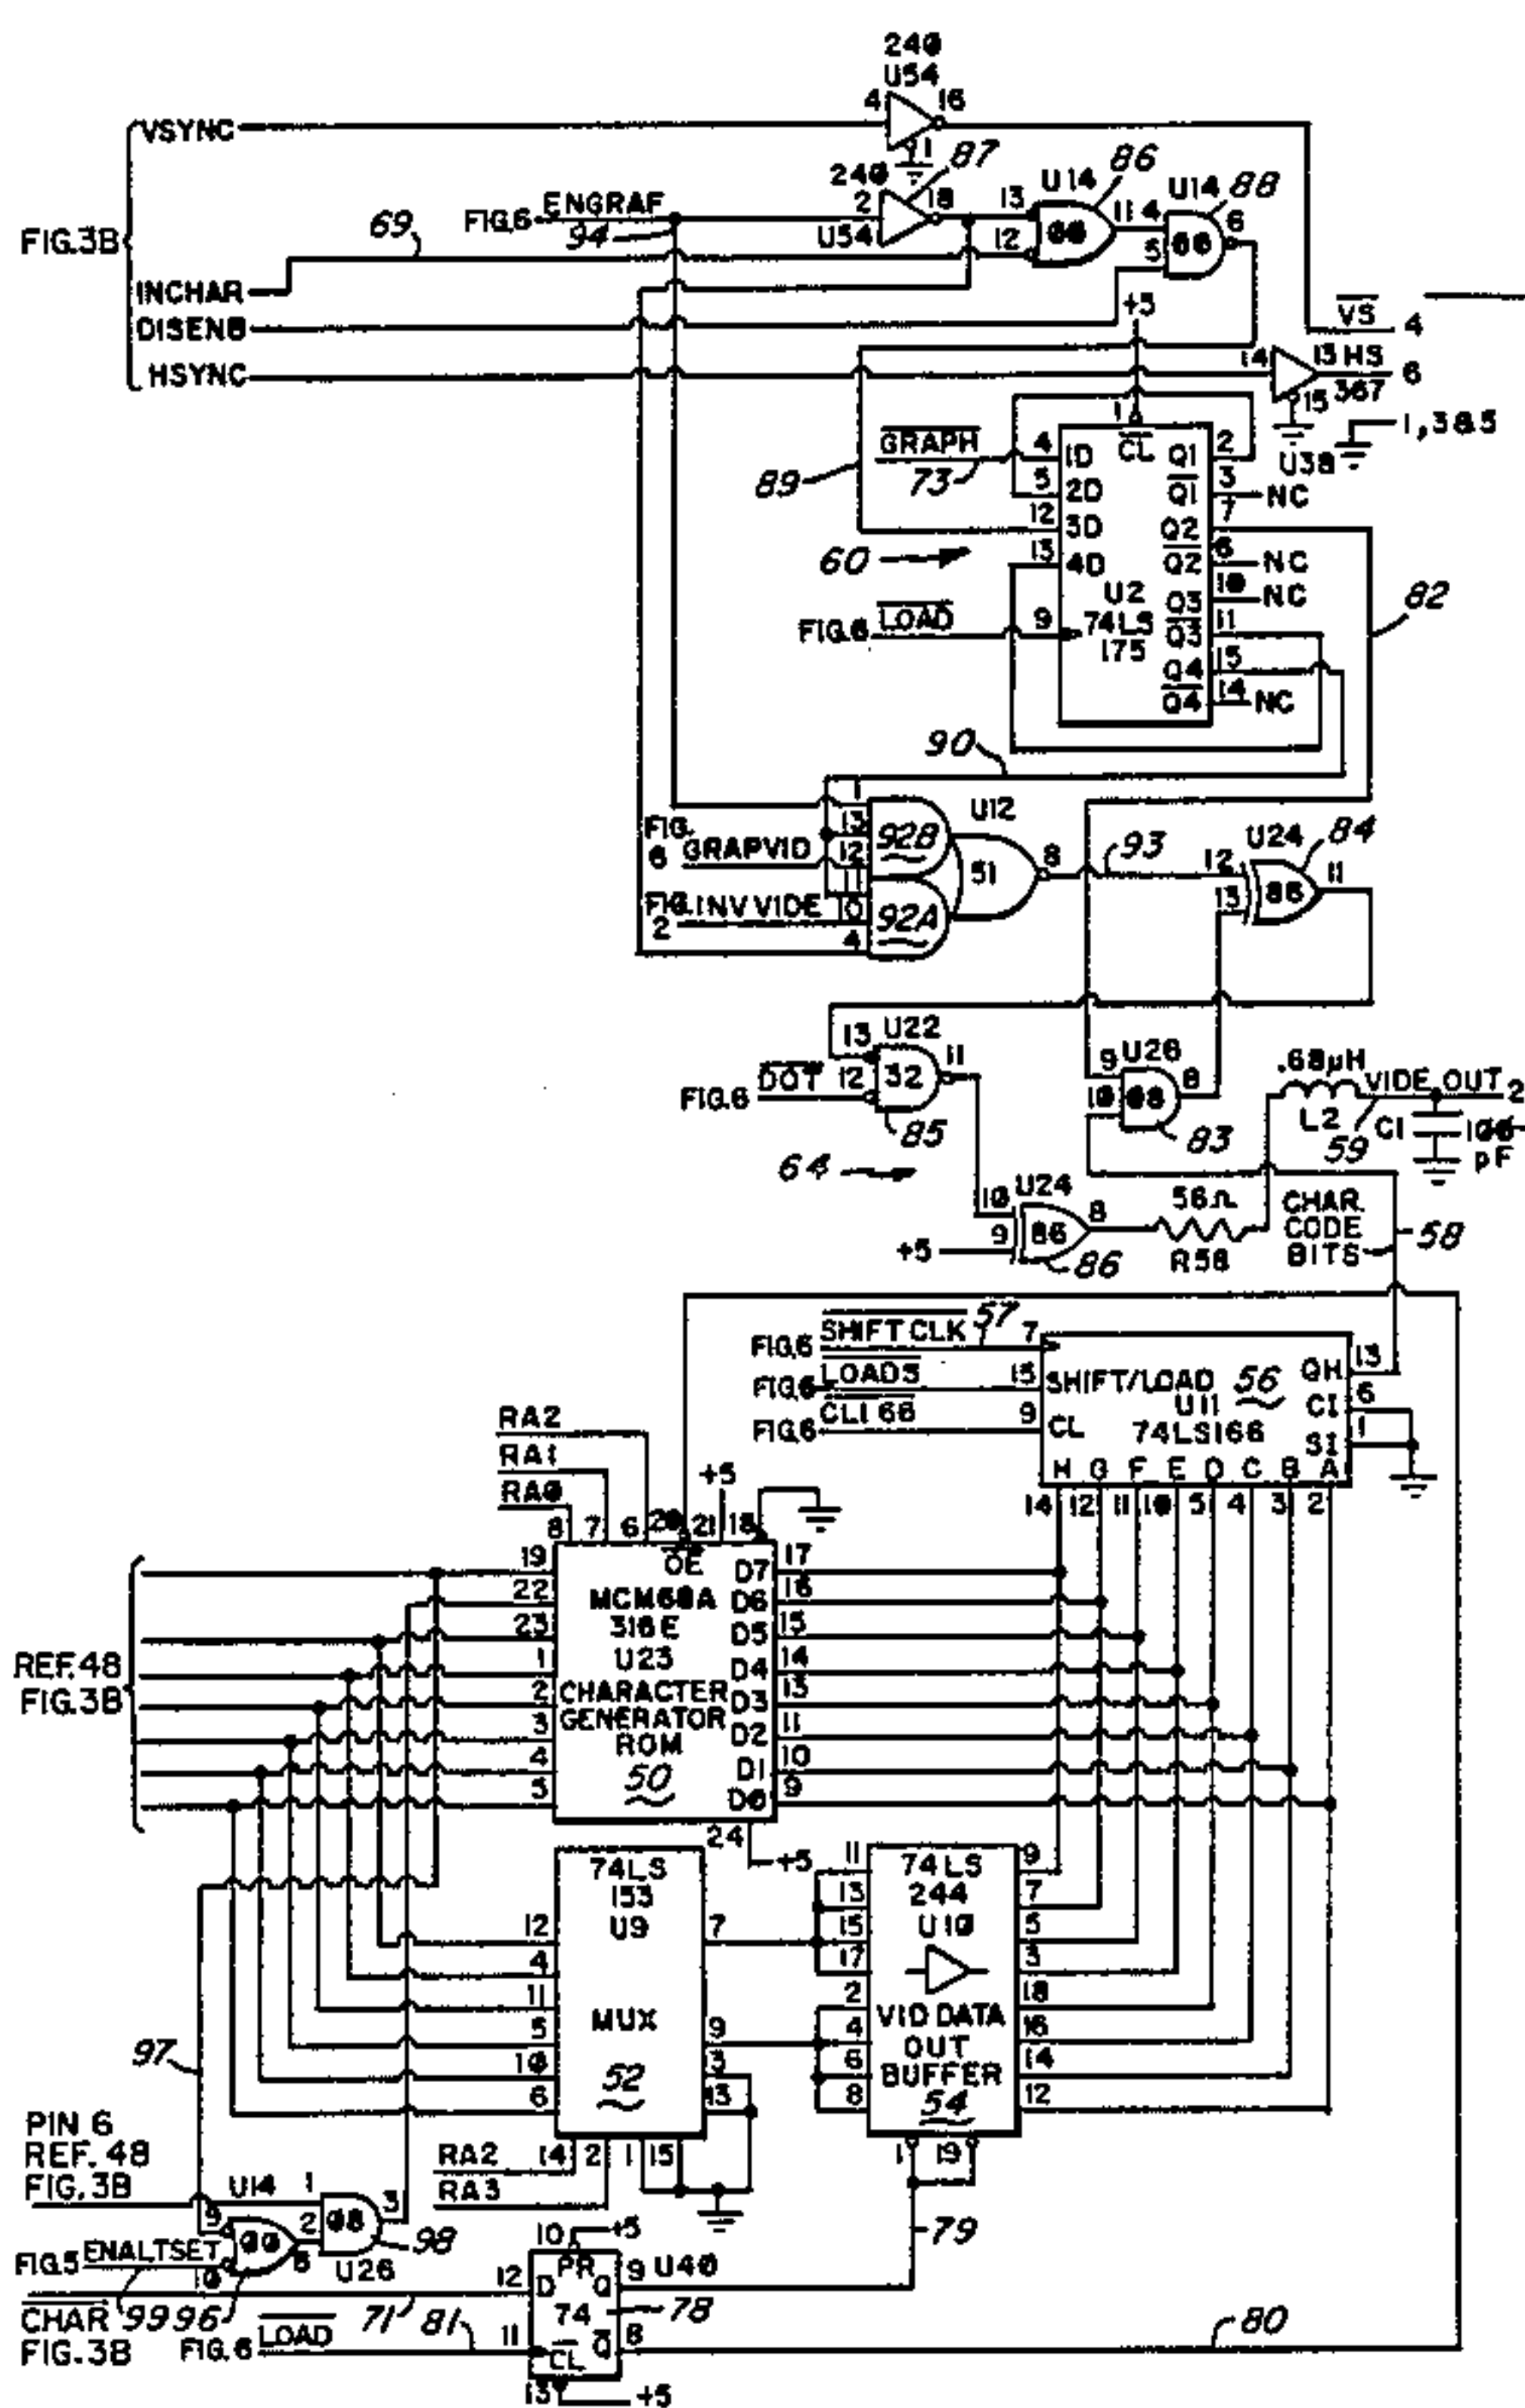 240
U54
4 16
VSYNC
1
87
240
U14 86
U14 88
FIG.3B
FIG.6 ENGRAF
94
2 18
U54
13
12
00
11 4
5
00
6
69
INCHAR
DISENB
HSYNC
+5
VS 4
14 13 HS 6
367
15
U38
1,3&5
GRAPH
73
89
60
4 1D
5 2D
12 3D
13 4D
1
CL
Q1 2
Q1 3 NC
Q2 7
Q2 6 NC
Q3 10 NC
Q3 11
Q4 15
Q4 14 NC
U2
74LS
175
FIG.6 LOAD 9
82
90
1
13
12
11
10
4
FIG. 6 GRAPVID
FIG. 2 INVVIDE
92B
92A
U12
51
8
93
U24 84
12
13
86
11
13 U22
12
32
11
FIG.6 DOT
85
64
9 U26
10
08
8
83
.68µH
L2
VIDE OUT 2
59
C1
100
pF
10 U24
9
86
8
+5
86
56Ω
R58
CHAR.
CODE
BITS
58
FIG.6 SHIFT CLK 57 7
FIG.6 LOADS 15
FIG.6 CL166 9
SHIFT/LOAD 56
U11
CL 74LS166
QH 13
CI 6
SI 1
H G F E D C B A
14 12 11 10 5 4 3 2
RA2
RA1
RA0
+5
8 7 6 20 21 18
OE
19
22
23
1
2
3
4
5
REF.48
FIG.3B
MCM68A
316E
U23
CHARACTER
GENERATOR
ROM
50
D7 17
D6 16
D5 15
D4 14
D3 13
D2 11
D1 10
D0 9
24
+5
74LS
153
U9
MUX
52
12
4
11
5
10
6
7
9
3
13
14 2 1 15
RA2
RA3
74LS
244
U10
VID DATA
OUT
BUFFER
54
11
13
15
17
2
4
6
8
9
7
5
3
18
16
14
12
1 19
97
PIN 6
REF. 48
FIG. 3B
U14 1
9
00
2
8
10
08
3
98
U26
FIG.5 ENALTSET
99 96
CHAR
FIG.3B
71 81
FIG.6 LOAD
10 +5
PR
12 D
Q 9
U40
74
78
11
CL
Q 8
13 +5
79
80